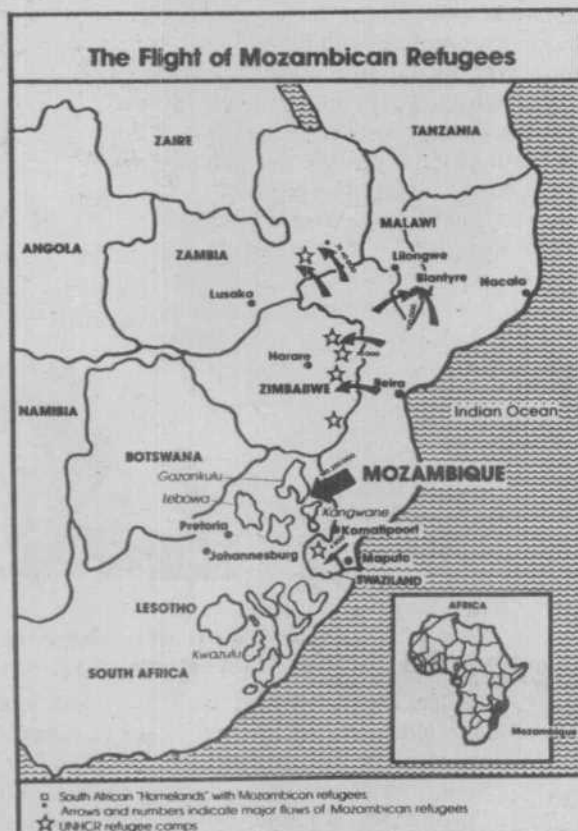 The Flight of Mozambican Refugees
ZAIRE
TANZANIA
ANGOLA
ZAMBIA
MALAWI
Lilongwe
Blantyre
Nacala
Lusaka
Harare
ZIMBABWE
Beira
NAMIBIA
Indian Ocean
BOTSWANA
Gazankulu
MOZAMBIQUE
Lebowa
Kangwane
Pretoria
Komatipoort
Johannesburg
Maputo
SWAZILAND
LESOTHO
AFRICA
Kwazulu
SOUTH AFRICA
Mozambique
South African "Homelands" with Mozambican refugees
Arrows and numbers indicate major flows of Mozambican refugees
UNHCR refugee camps